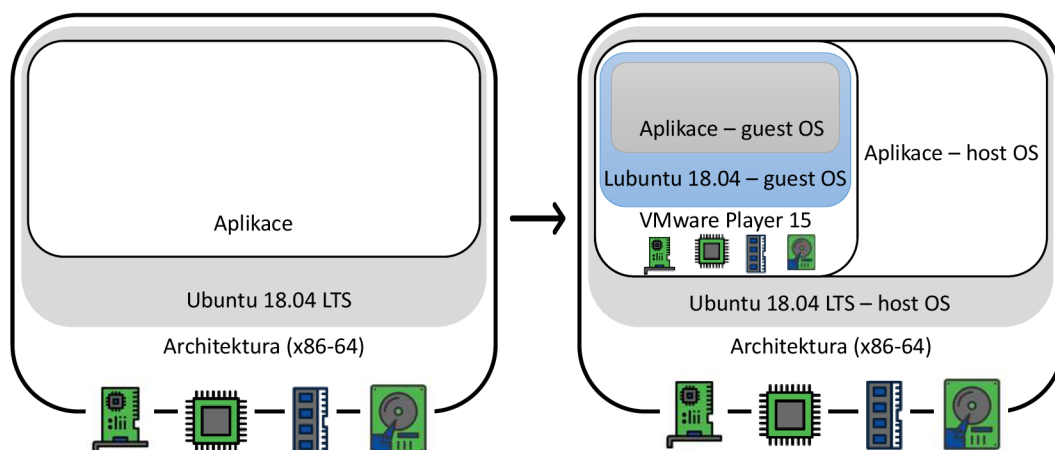 Aplikace
Ubuntu 18.04 LTS
Architektura (x86-64)
Aplikace – guest OS
Lubuntu 18.04 – guest OS
VMware Player 15
Aplikace – host OS
Ubuntu 18.04 LTS – host OS
Architektura (x86-64)